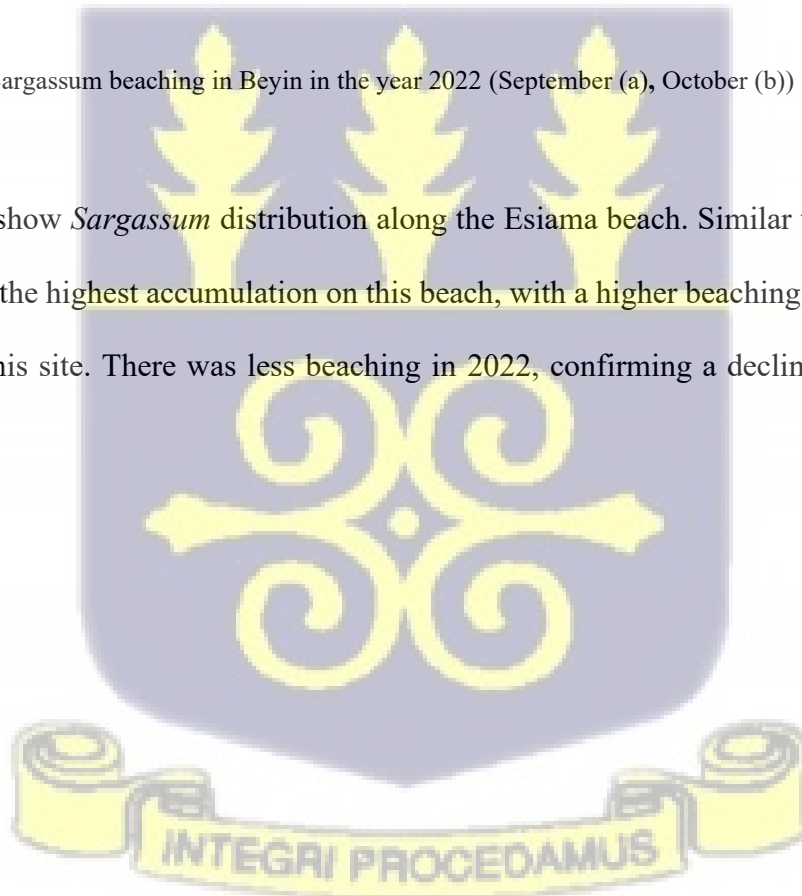 argassum beaching in Beyin in the year 2022 (September (a), October (b))
show Sargassum distribution along the Esiama beach. Similar
the highest accumulation on this beach, with a higher beaching
his site. There was less beaching in 2022, confirming a declin
INTEGRI PROCEDAMUS